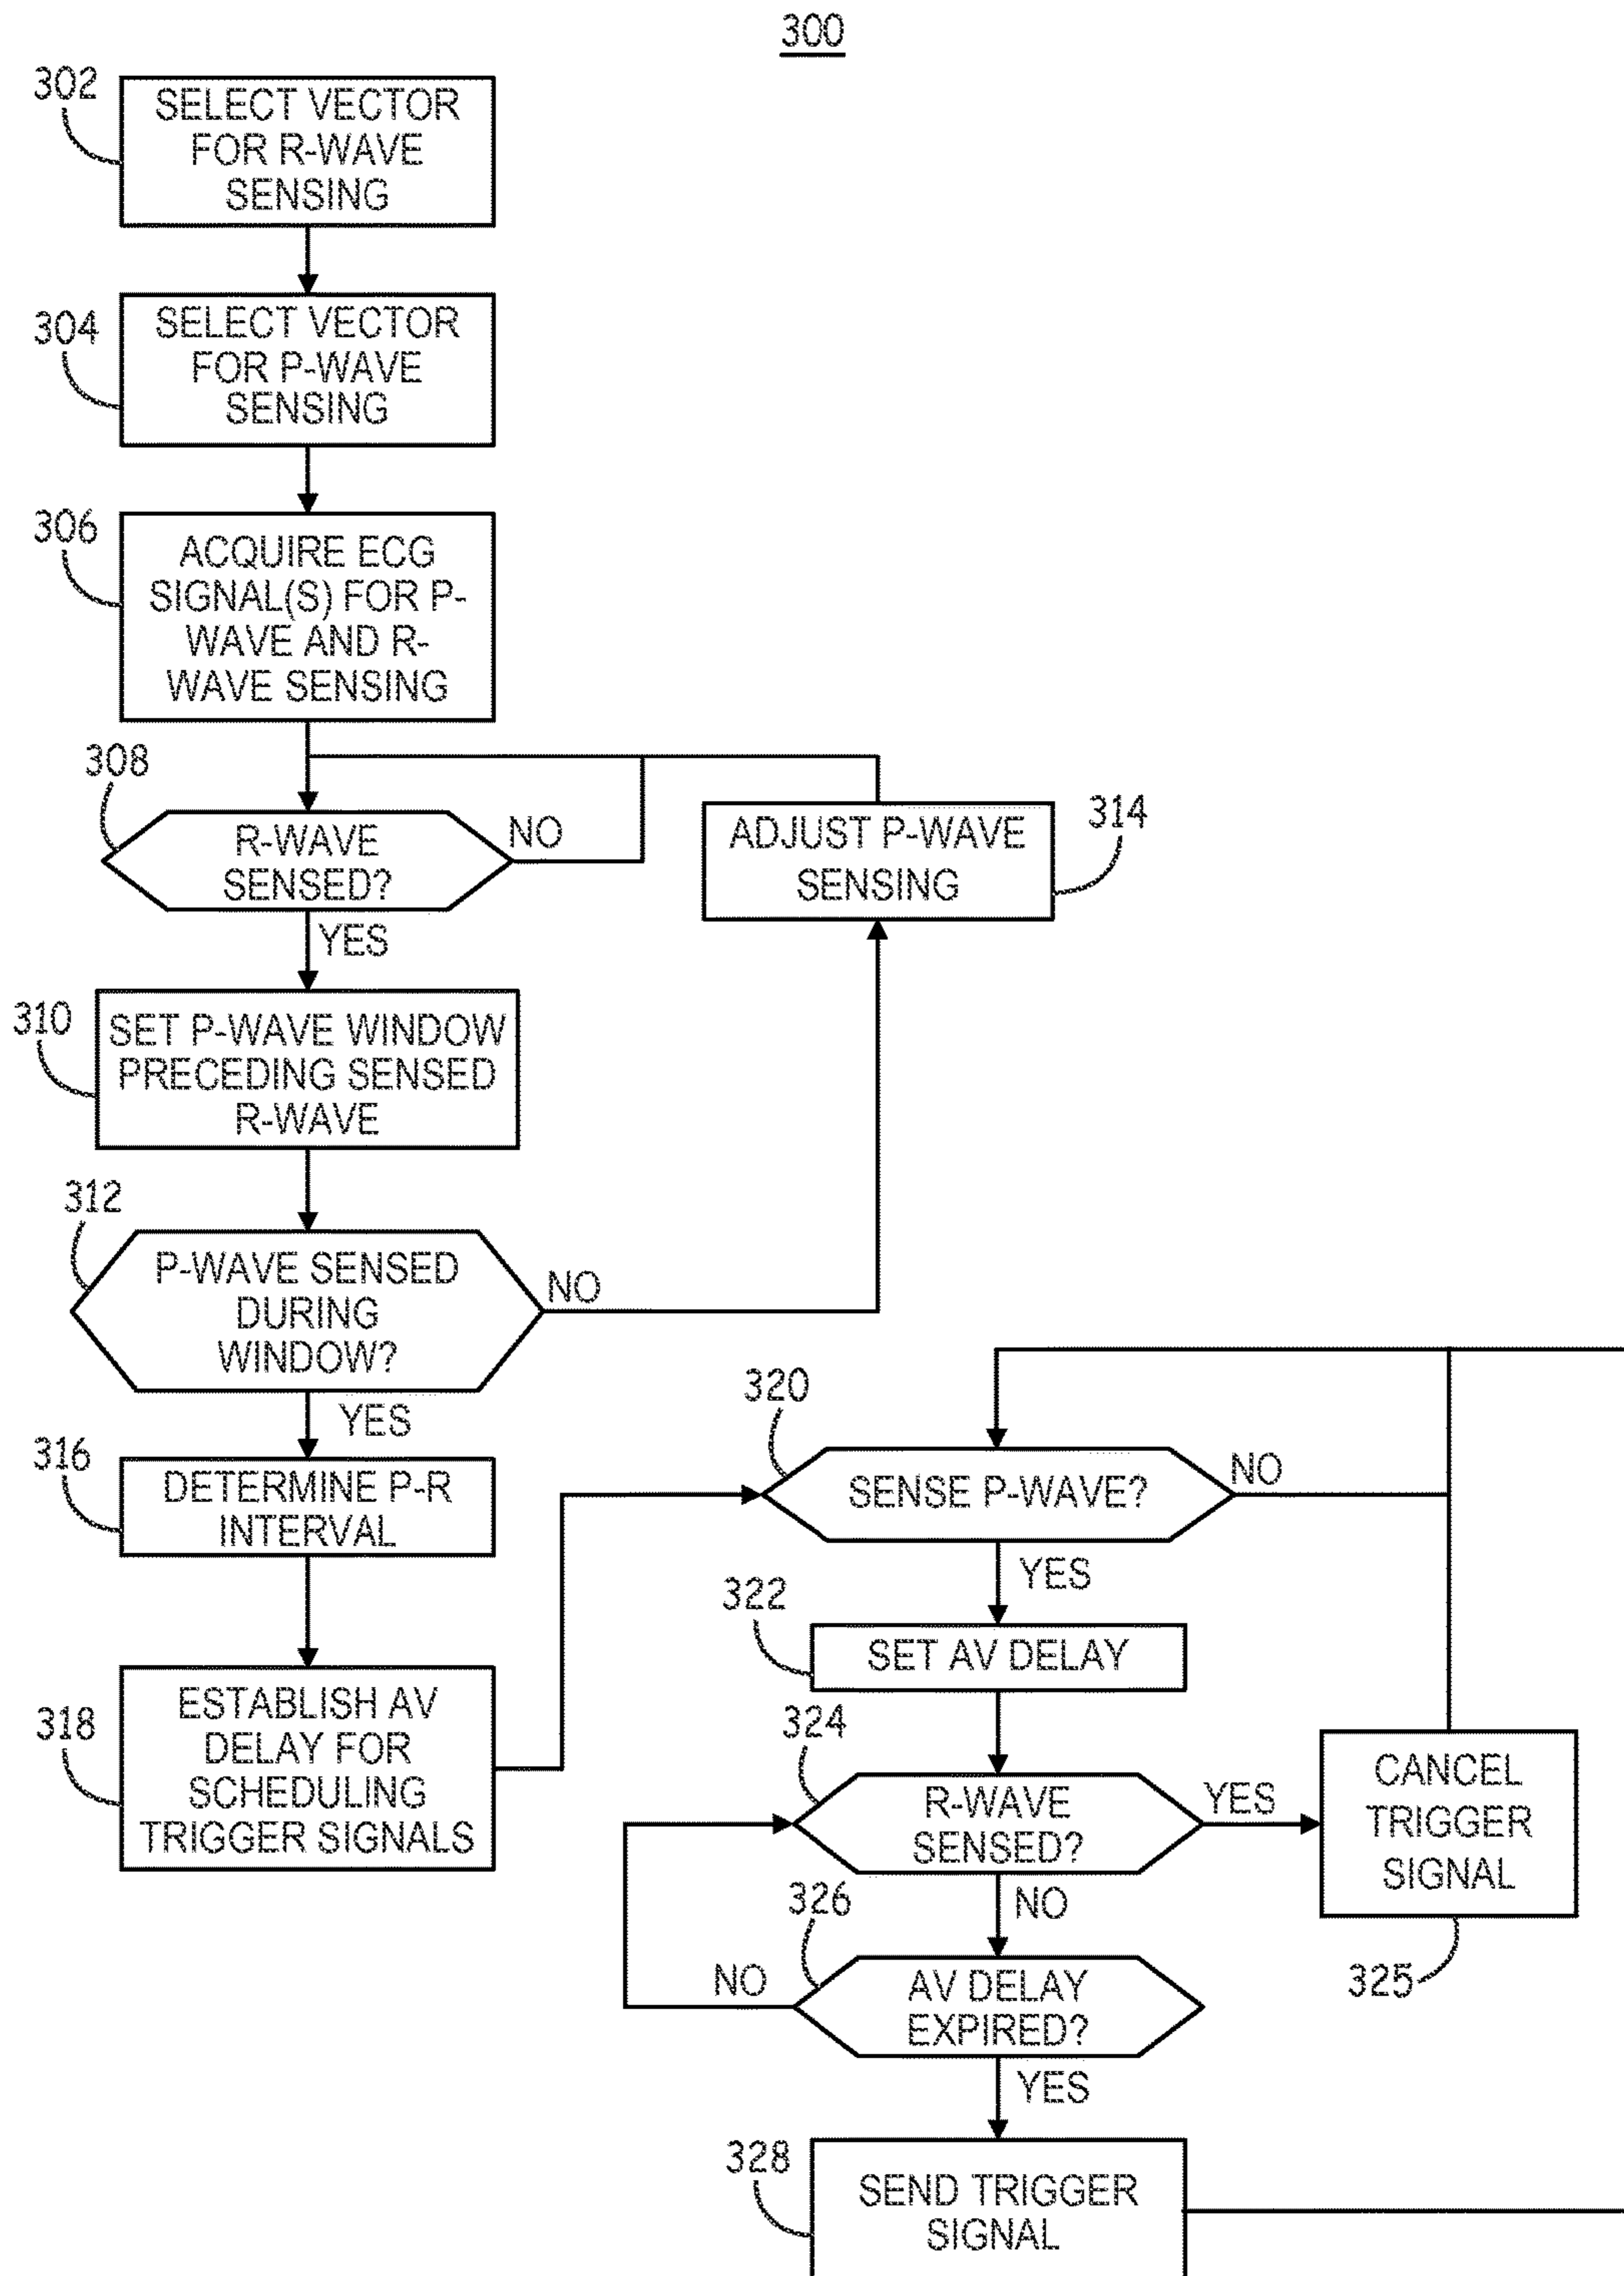 300
302
SELECT VECTOR
FOR R-WAVE
SENSING
304
SELECT VECTOR
FOR P-WAVE
SENSING
306
ACQUIRE ECG
SIGNAL(S) FOR P-
WAVE AND R-
WAVE SENSING
308
R-WAVE
SENSED?
NO
YES
314
ADJUST P-WAVE
SENSING
310
SET P-WAVE WINDOW
PRECEDING SENSED
R-WAVE
312
P-WAVE SENSED
DURING
WINDOW?
NO
YES
316
DETERMINE P-R
INTERVAL
318
ESTABLISH AV
DELAY FOR
SCHEDULING
TRIGGER SIGNALS
320
SENSE P-WAVE?
NO
YES
322
SET AV DELAY
324
R-WAVE
SENSED?
YES
NO
CANCEL
TRIGGER
SIGNAL
325
326
AV DELAY
EXPIRED?
NO
YES
328
SEND TRIGGER
SIGNAL